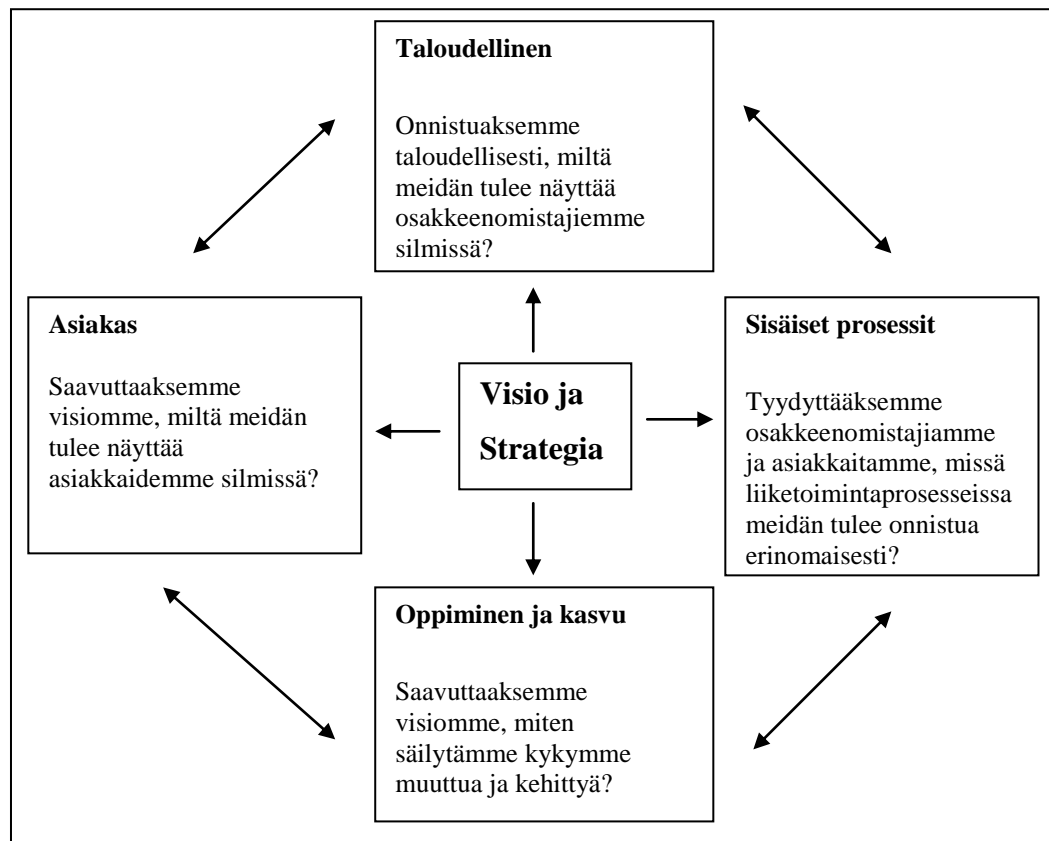 Taloudellinen
Onnistuaksemme
taloudellisesti, miltä
meidän tulee näyttää
osakkeenomistajiemme
silmissä?
Asiakas
Saavuttaaksemme
visiomme, miltä meidän
tulee näyttää
asiakkaidemme silmissä?
Visio ja
Strategia
Sisäiset prosessit
Tyydyttääksemme
osakkeenomistajiamme
ja asiakkaitamme, missä
liiketoimintaprosesseissa
meidän tulee onnistua
erinomaisesti?
Oppiminen ja kasvu
Saavuttaaksemme
visiomme, miten
säilytämme kykymme
muuttua ja kehittyä?